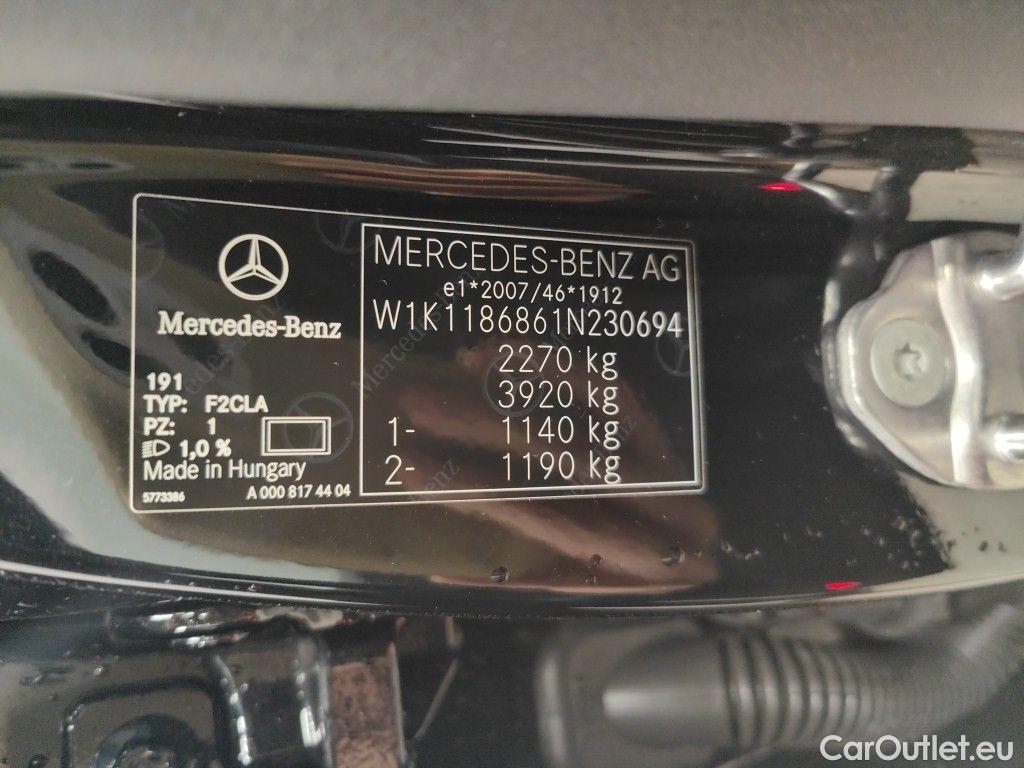 MERCEDES-BENZ AG
e1*2007/46*1912
W1K1186861N230694
2270 kg
3920 kg
1- 1140 kg
2- 1190 kg
Mercedes-Benz
191
TYP: F2CLA
PZ: 1
1,0 %
Made in Hungary
5773386 A 000 817 44 04
CarOutlet.eu